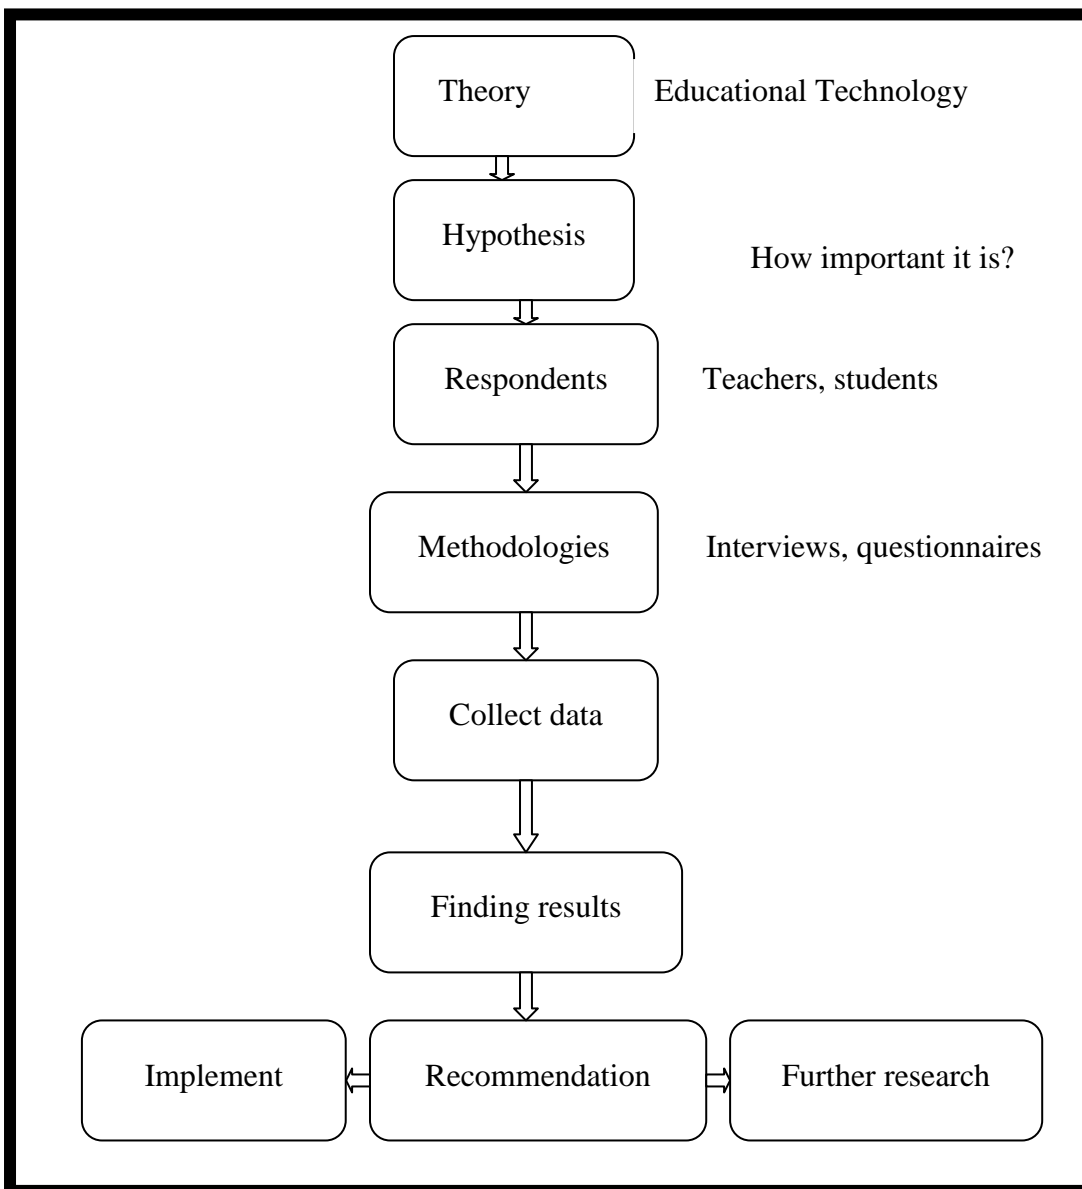 Theory
Educational Technology
Hypothesis
How important it is?
Respondents
Teachers, students
Methodologies
Interviews, questionnaires
Collect data
Finding results
Implement
Recommendation
Further research